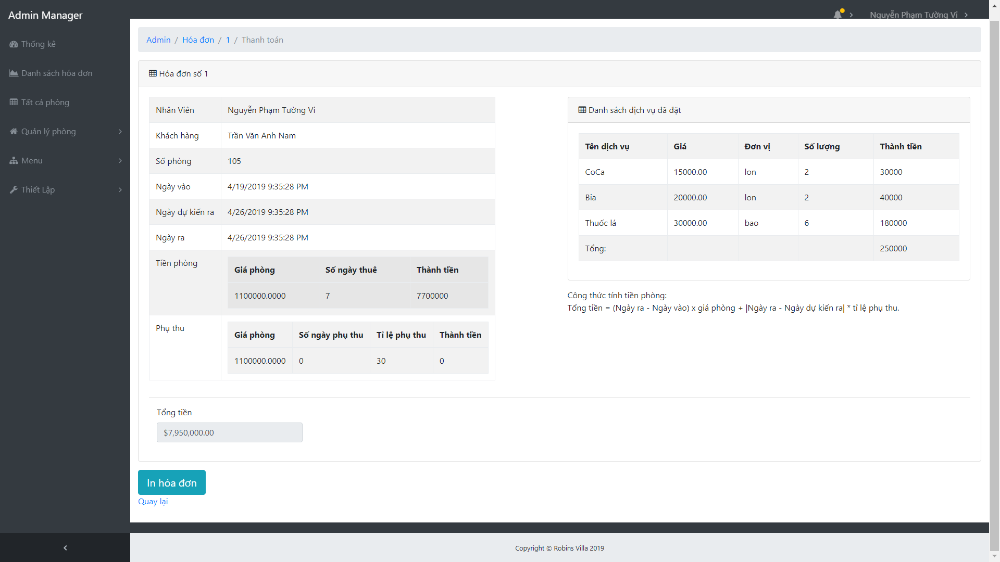 Admin Manager
Nguyễn Phạm Tường Vi
Thống kê
Danh sách hóa đơn
Tất cả phòng
Quản lý phòng
Menu
Thiết Lập
Admin / Hóa đơn / 1 / Thanh toán
Hóa đơn số 1
Nhân Viên Nguyễn Phạm Tường Vi
Khách hàng Trần Văn Anh Nam
Số phòng 105
Ngày vào 4/19/2019 9:35:28 PM
Ngày dự kiến ra 4/26/2019 9:35:28 PM
Ngày ra 4/26/2019 9:35:28 PM
Tiền phòng
Giá phòng Số ngày thuê Thành tiền
1100000.0000 7 7700000
Phụ thu
Giá phòng Số ngày phụ thu Tỉ lệ phụ thu Thành tiền
1100000.0000 0 30 0
Danh sách dịch vụ đã đặt
Tên dịch vụ Giá Đơn vị Số lượng Thành tiền
CoCa 15000.00 lon 2 30000
Bia 20000.00 lon 2 40000
Thuốc lá 30000.00 bao 6 180000
Tổng: 250000
Công thức tính tiền phòng:
Tổng tiền = (Ngày ra - Ngày vào) x giá phòng + |Ngày ra - Ngày dự kiến ra| * tỉ lệ phụ thu.
Tổng tiền
$7,950,000.00
In hóa đơn
Quay lại
Copyright © Robins Villa 2019